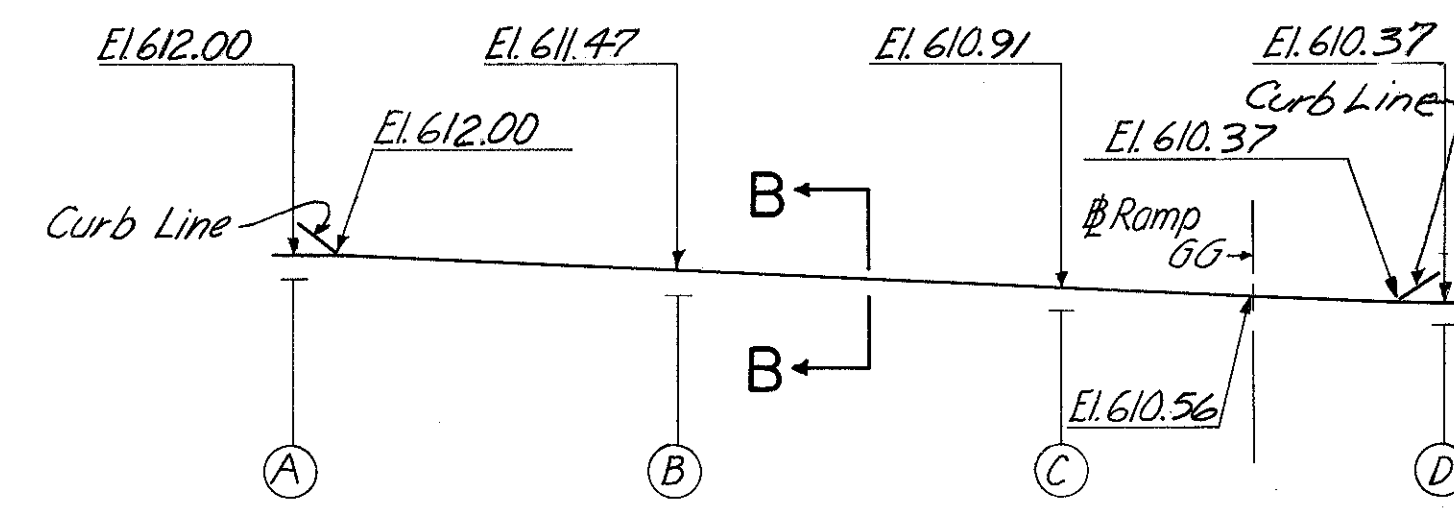 El. 612.00
El. 611.47
El. 610.91
El. 610.37
Curb Line
El. 612.00
El. 610.37
B
Curb Line
℔ Ramp
GG
B
El. 610.56
A
B
C
D